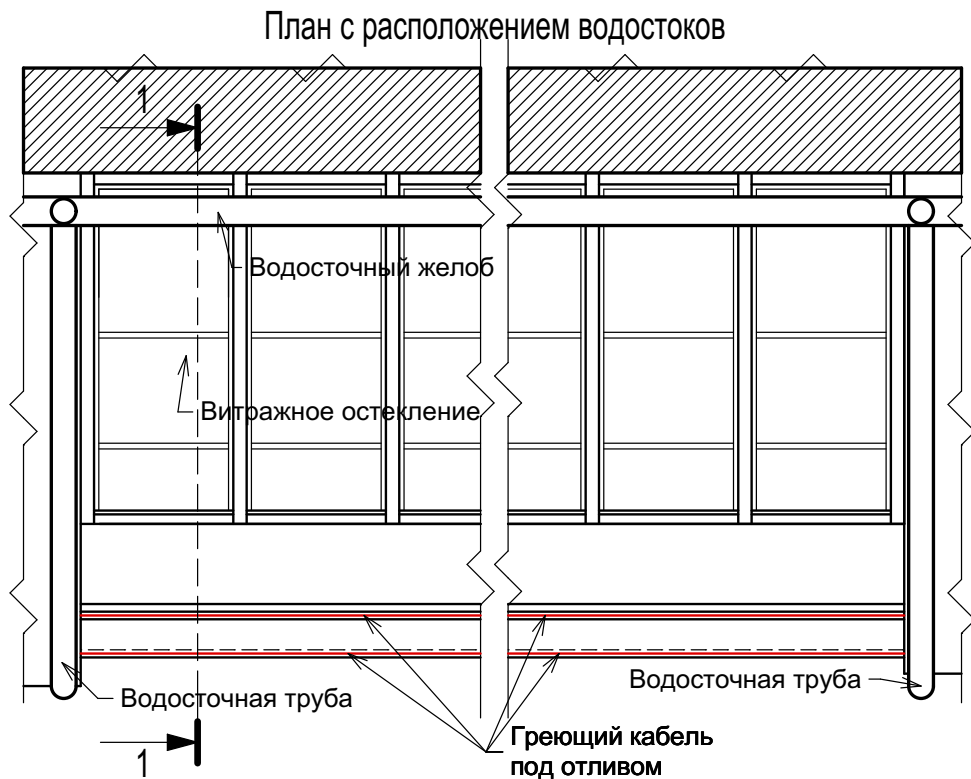 План с расположением водостоков
1
Водосточный желоб
Витражное остекление
Водосточная труба
Водосточная труба
Греющий кабель
под отливом
1